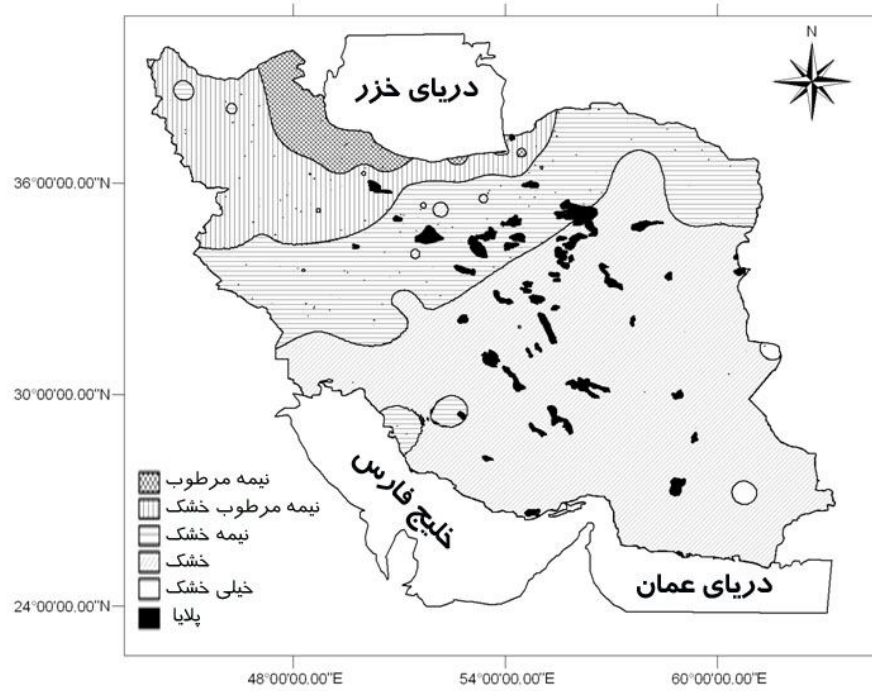 N
دریای خزر
36°00'00.00"N
30°00'00.00"N
24°00'00.00"N
خلیج فارس
دریای عمان
نیمه مرطوب
نیمه مرطوب خشک
نیمه خشک
خشک
خیلی خشک
پلایا
48°00'00.00"E
54°00'00.00"E
60°00'00.00"E